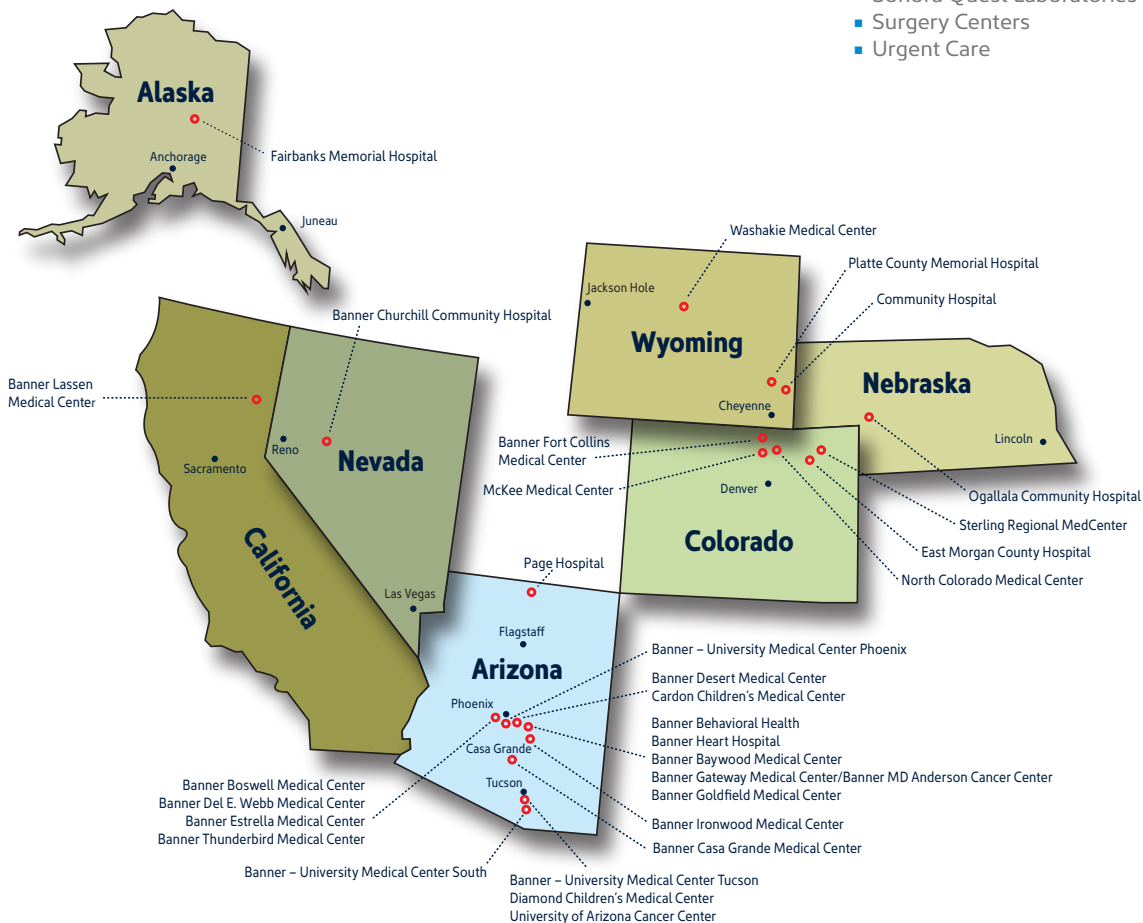 Sonora Quest Laboratories
Surgery Centers
Urgent Care
Alaska
Fairbanks Memorial Hospital
Anchorage
Juneau
Washakie Medical Center
Platte County Memorial Hospital
Community Hospital
Jackson Hole
Wyoming
Cheyenne
Nebraska
Lincoln
Ogallala Community Hospital
Banner Churchill Community Hospital
Banner Lassen
Medical Center
Reno
Nevada
Sacramento
California
Las Vegas
Banner Fort Collins
Medical Center
McKee Medical Center
Denver
Colorado
Sterling Regional MedCenter
East Morgan County Hospital
North Colorado Medical Center
Page Hospital
Flagstaff
Arizona
Phoenix
Casa Grande
Tucson
Banner – University Medical Center Phoenix
Banner Desert Medical Center
Cardon Children's Medical Center
Banner Behavioral Health
Banner Heart Hospital
Banner Baywood Medical Center
Banner Gateway Medical Center/Banner MD Anderson Cancer Center
Banner Goldfield Medical Center
Banner Ironwood Medical Center
Banner Casa Grande Medical Center
Banner Boswell Medical Center
Banner Del E. Webb Medical Center
Banner Estrella Medical Center
Banner Thunderbird Medical Center
Banner – University Medical Center South
Banner – University Medical Center Tucson
Diamond Children's Medical Center
University of Arizona Cancer Center